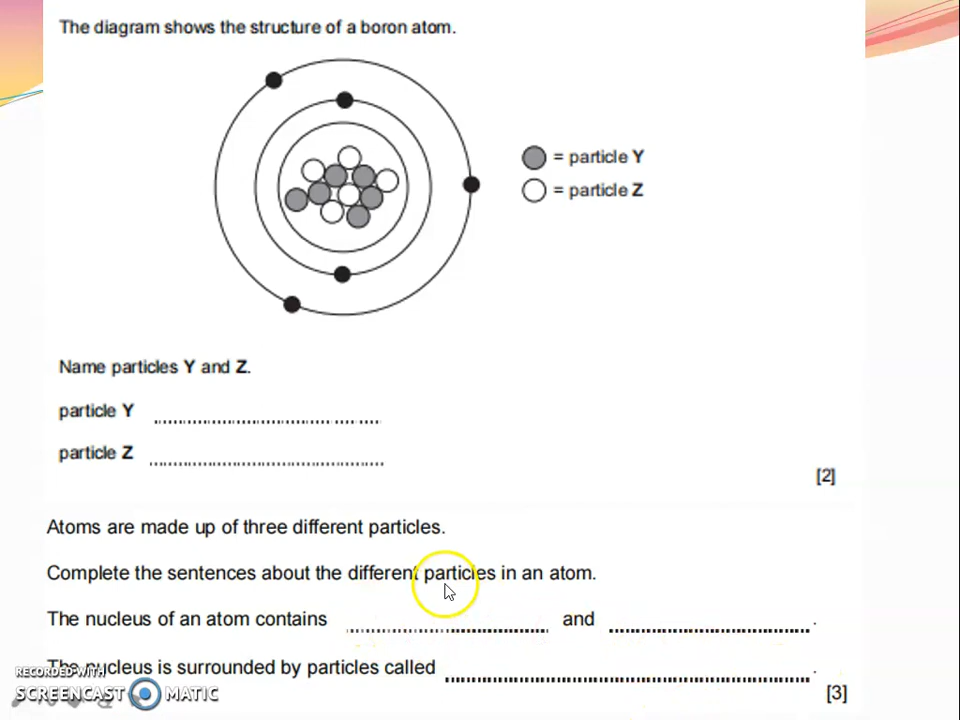 The diagram shows the structure of a boron atom.
= particle Y
= particle Z
Name particles Y and Z.
particle Y
particle Z
[2]
Atoms are made up of three different particles.
Complete the sentences about the different particles in an atom.
The nucleus of an atom contains and .
The nucleus is surrounded by particles called .
[3]
RECORDED WITH
SCREENCAST MATIC